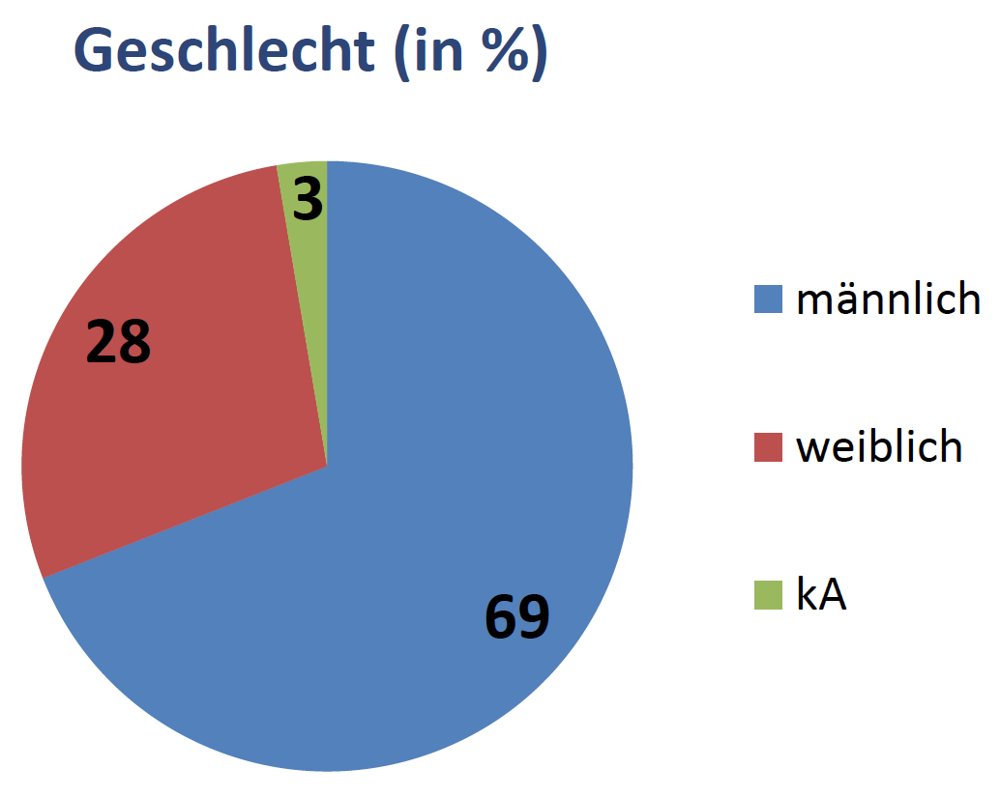 Geschlecht (in %)
3
28
69
männlich
weiblich
kA